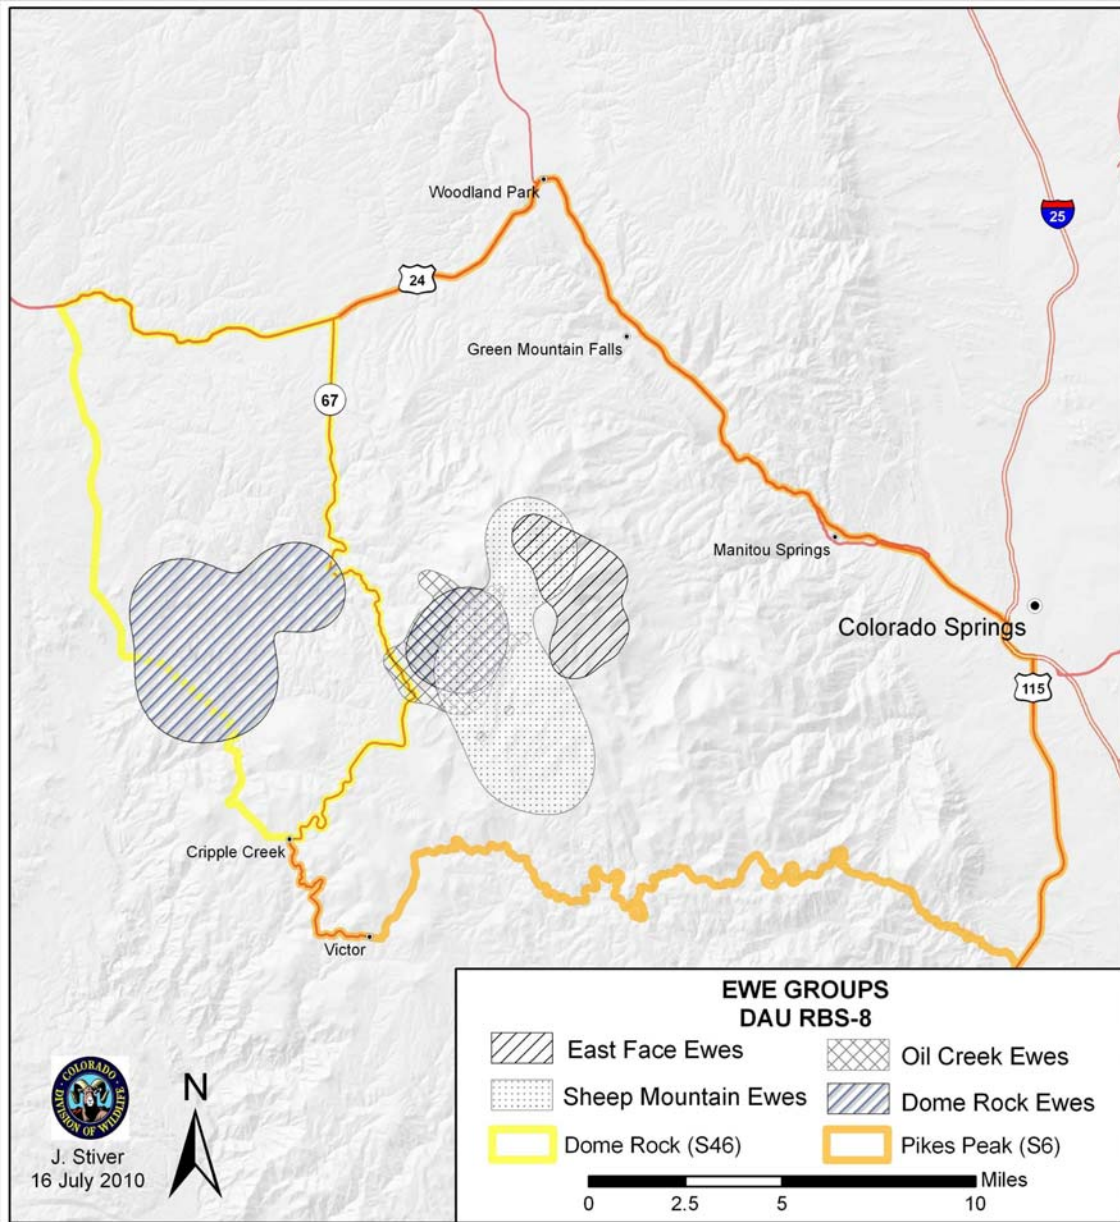 Woodland Park
25
24
Green Mountain Falls
67
Manitou Springs
Colorado Springs
115
Cripple Creek
Victor
EWE GROUPS
DAU RBS-8
East Face Ewes
Oil Creek Ewes
Sheep Mountain Ewes
Dome Rock Ewes
Dome Rock (S46)
Pikes Peak (S6)
Miles
0 2.5 5 10
N
COLORADO
DIVISION OF WILDLIFE
J. Stiver
16 July 2010